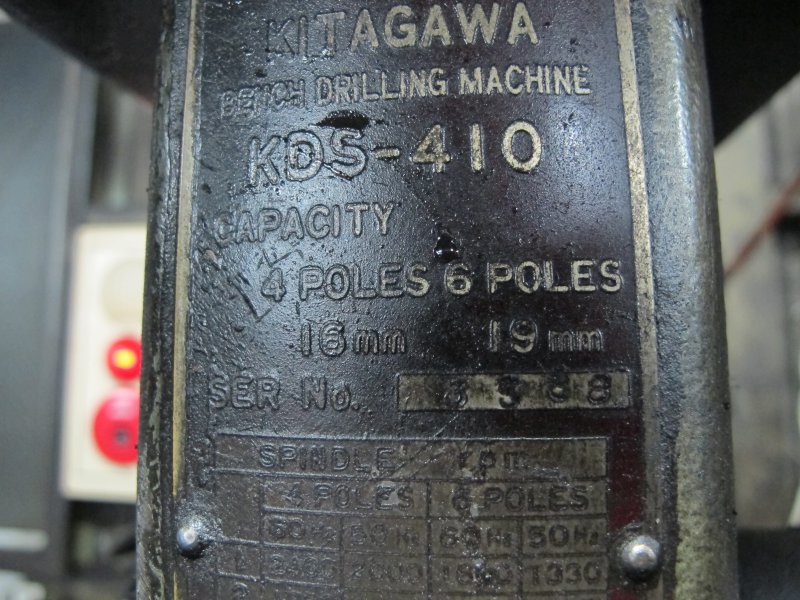 KITAGAWA
BENCH DRILLING MACHINE
KDS-410
CAPACITY
4 POLES 6 POLES
16mm 19mm
SER No.
SPINDLE rpm
4 POLES 6 POLES
60Hz 50Hz 60Hz 50Hz
1330